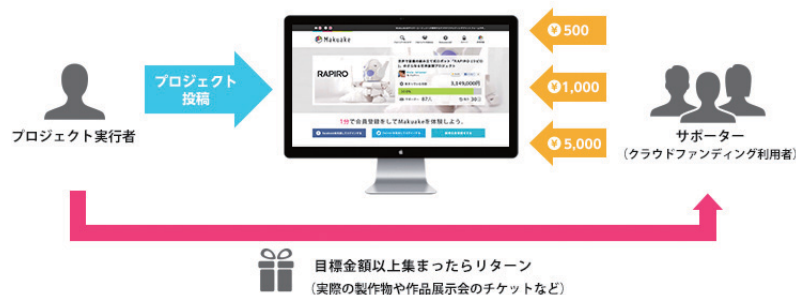 Makuake
RAPIRO
3,049,000円
1分で会員登録をしてMakuakeを体験しよう。
プロジェクト
投稿
プロジェクト実行者
¥500
¥1,000
¥5,000
サポーター
(クラウドファンディング利用者)
目標金額以上集まったらリターン
(実際の製作物や作品展示会のチケットなど)